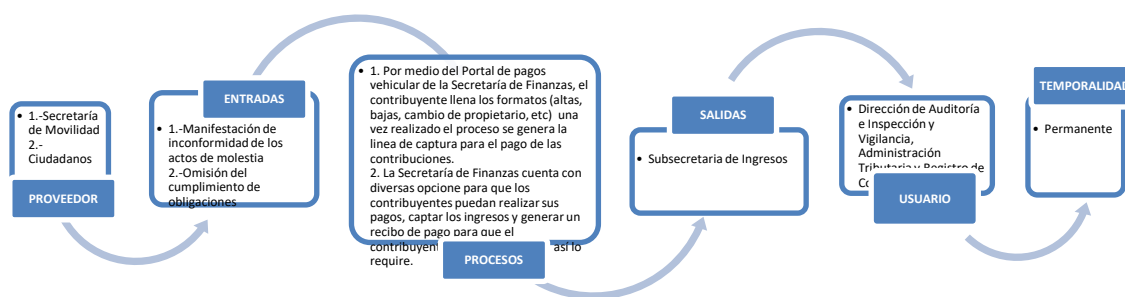 • 1.-Secretaría
de Movilidad
2.-
Ciudadanos
PROVEEDOR
ENTRADAS
• 1.-Manifestación de
inconformidad de los
actos de molestia
2.-Omisión del
cumplimiento de
obligaciones
• 1. Por medio del Portal de pagos
vehicular de la Secretaría de Finanzas, el
contribuyente llena los formatos (altas,
bajas, cambio de propietario, etc) una
vez realizado el proceso se genera la
linea de captura para el pago de las
contribuciones.
2. La Secretaría de Finanzas cuenta con
diversas opcione para que los
contribuyentes puedan realizar sus
pagos, captar los ingresos y generar un
recibo de pago para que el
así lo
require.
PROCESOS
SALIDAS
• Subsecretaria de Ingresos
• Dirección de Auditoría
e Inspección y
Vigilancia,
Administración
Tributaria y Registro de
USUARIO
TEMPORALIDAD
• Permanente